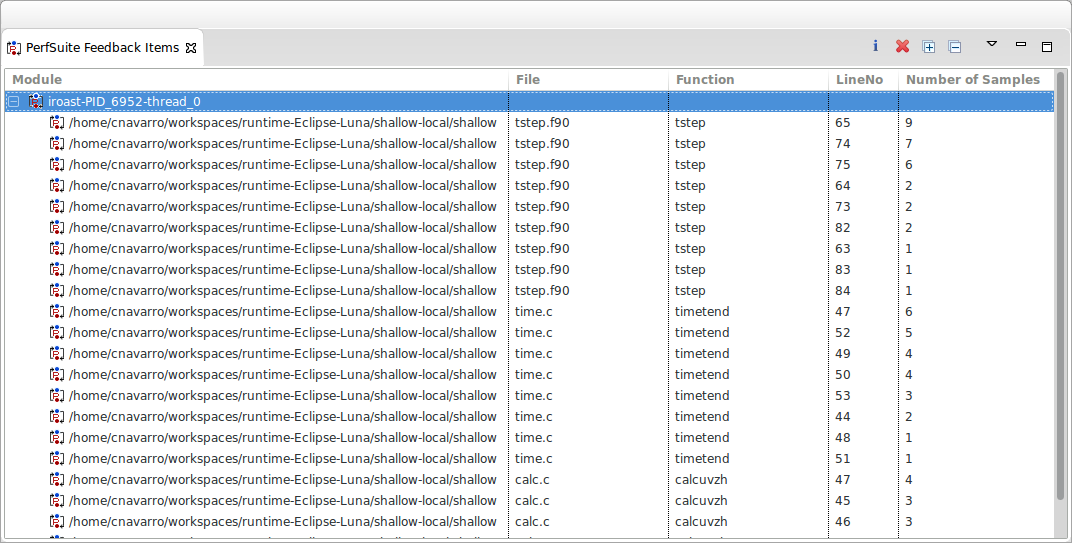 PerfSuite Feedback Items
Module File Function LineNo Number of Samples
iroast-PID_6952-thread_0
/home/cnavarro/workspaces/runtime-Eclipse-Luna/shallow-local/shallow tstep.f90 tstep 65 9
/home/cnavarro/workspaces/runtime-Eclipse-Luna/shallow-local/shallow tstep.f90 tstep 74 7
/home/cnavarro/workspaces/runtime-Eclipse-Luna/shallow-local/shallow tstep.f90 tstep 75 6
/home/cnavarro/workspaces/runtime-Eclipse-Luna/shallow-local/shallow tstep.f90 tstep 64 2
/home/cnavarro/workspaces/runtime-Eclipse-Luna/shallow-local/shallow tstep.f90 tstep 73 2
/home/cnavarro/workspaces/runtime-Eclipse-Luna/shallow-local/shallow tstep.f90 tstep 82 2
/home/cnavarro/workspaces/runtime-Eclipse-Luna/shallow-local/shallow tstep.f90 tstep 63 1
/home/cnavarro/workspaces/runtime-Eclipse-Luna/shallow-local/shallow tstep.f90 tstep 83 1
/home/cnavarro/workspaces/runtime-Eclipse-Luna/shallow-local/shallow tstep.f90 tstep 84 1
/home/cnavarro/workspaces/runtime-Eclipse-Luna/shallow-local/shallow time.c timetend 47 6
/home/cnavarro/workspaces/runtime-Eclipse-Luna/shallow-local/shallow time.c timetend 52 5
/home/cnavarro/workspaces/runtime-Eclipse-Luna/shallow-local/shallow time.c timetend 49 4
/home/cnavarro/workspaces/runtime-Eclipse-Luna/shallow-local/shallow time.c timetend 50 4
/home/cnavarro/workspaces/runtime-Eclipse-Luna/shallow-local/shallow time.c timetend 53 3
/home/cnavarro/workspaces/runtime-Eclipse-Luna/shallow-local/shallow time.c timetend 44 2
/home/cnavarro/workspaces/runtime-Eclipse-Luna/shallow-local/shallow time.c timetend 48 1
/home/cnavarro/workspaces/runtime-Eclipse-Luna/shallow-local/shallow time.c timetend 51 1
/home/cnavarro/workspaces/runtime-Eclipse-Luna/shallow-local/shallow calc.c calcuvzh 47 4
/home/cnavarro/workspaces/runtime-Eclipse-Luna/shallow-local/shallow calc.c calcuvzh 45 3
/home/cnavarro/workspaces/runtime-Eclipse-Luna/shallow-local/shallow calc.c calcuvzh 46 3